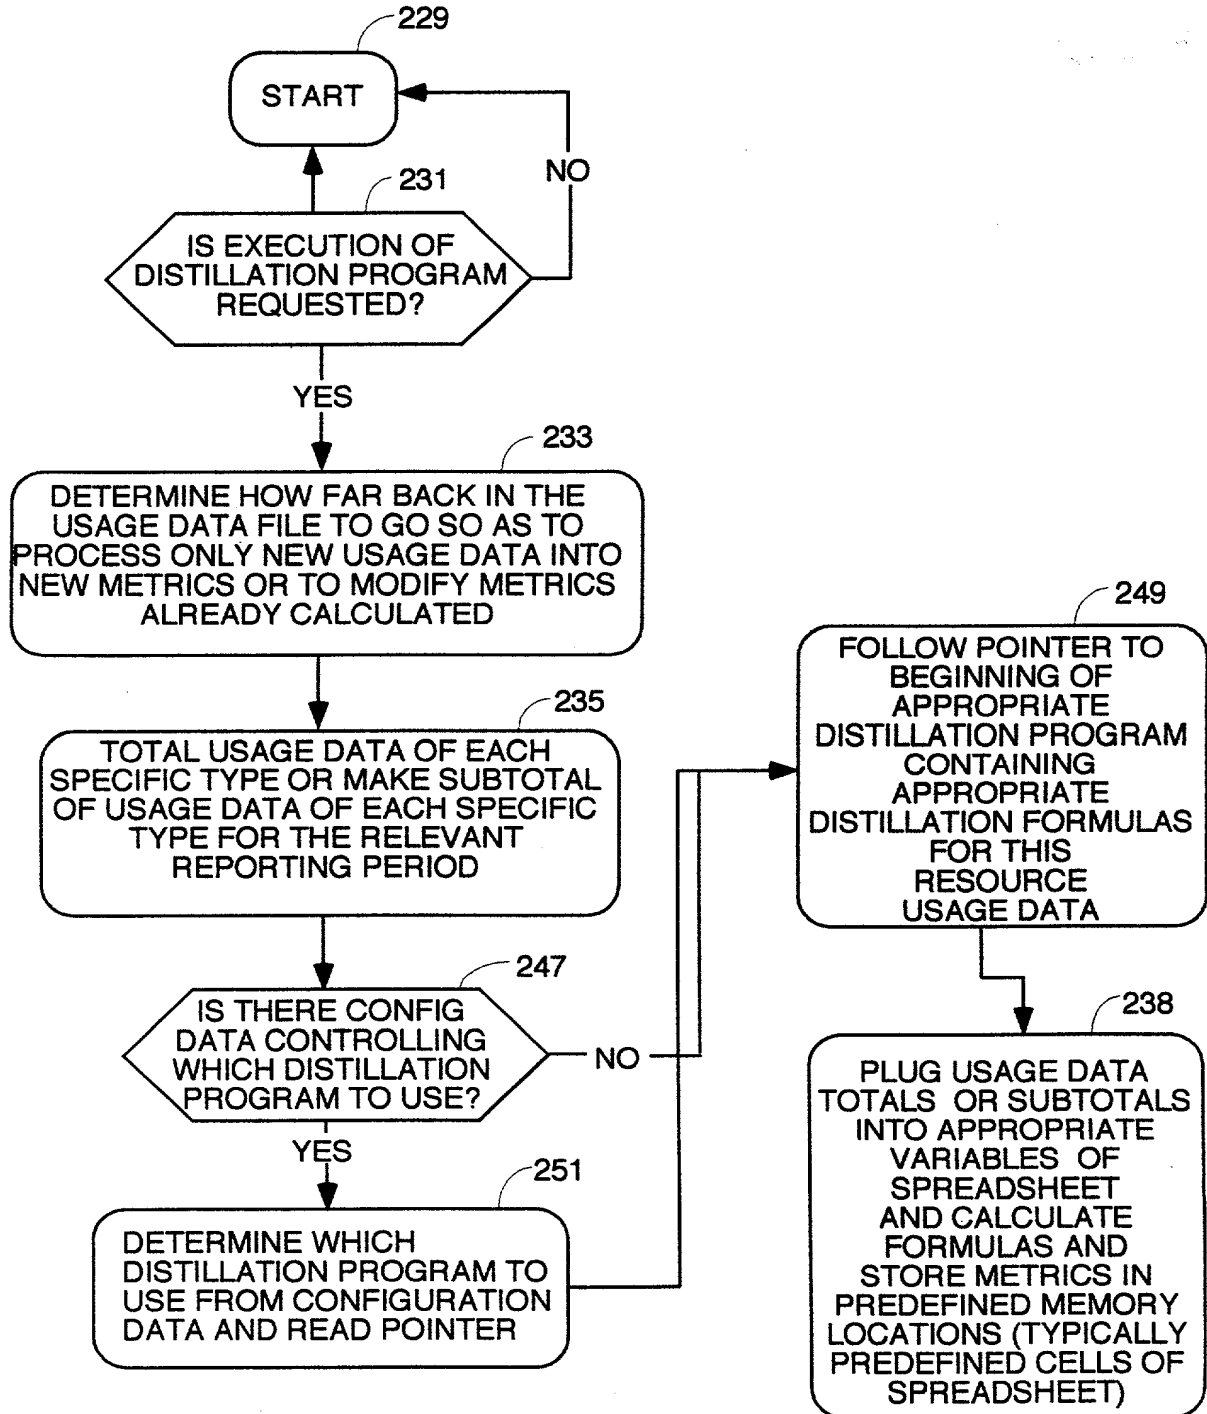 229
START
NO
231
IS EXECUTION OF
DISTILLATION PROGRAM
REQUESTED?
YES
233
DETERMINE HOW FAR BACK IN THE
USAGE DATA FILE TO GO SO AS TO
PROCESS ONLY NEW USAGE DATA INTO
NEW METRICS OR TO MODIFY METRICS
ALREADY CALCULATED
235
TOTAL USAGE DATA OF EACH
SPECIFIC TYPE OR MAKE SUBTOTAL
OF USAGE DATA OF EACH SPECIFIC
TYPE FOR THE RELEVANT
REPORTING PERIOD
247
IS THERE CONFIG
DATA CONTROLLING
WHICH DISTILLATION
PROGRAM TO USE?
NO
YES
251
DETERMINE WHICH
DISTILLATION PROGRAM TO
USE FROM CONFIGURATION
DATA AND READ POINTER
249
FOLLOW POINTER TO
BEGINNING OF
APPROPRIATE
DISTILLATION PROGRAM
CONTAINING
APPROPRIATE
DISTILLATION FORMULAS
FOR THIS
RESOURCE
USAGE DATA
238
PLUG USAGE DATA
TOTALS OR SUBTOTALS
INTO APPROPRIATE
VARIABLES OF
SPREADSHEET
AND CALCULATE
FORMULAS AND
STORE METRICS IN
PREDEFINED MEMORY
LOCATIONS (TYPICALLY
PREDEFINED CELLS OF
SPREADSHEET)